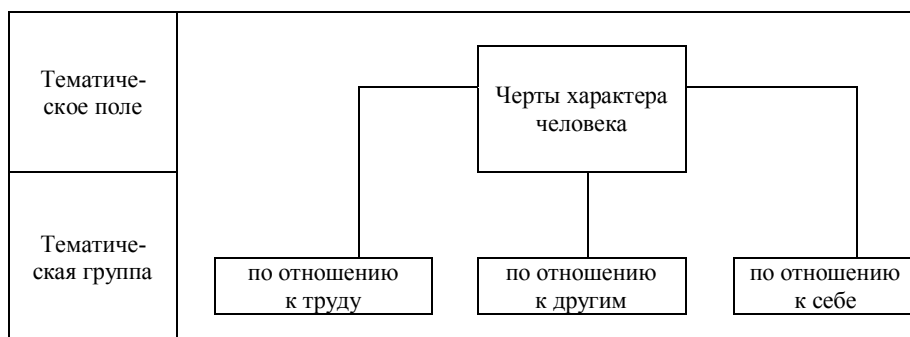 Тематиче-
ское поле
Черты характера
человека
Тематиче-
ская группа
по отношению
к труду
по отношению
к другим
по отношению
к себе